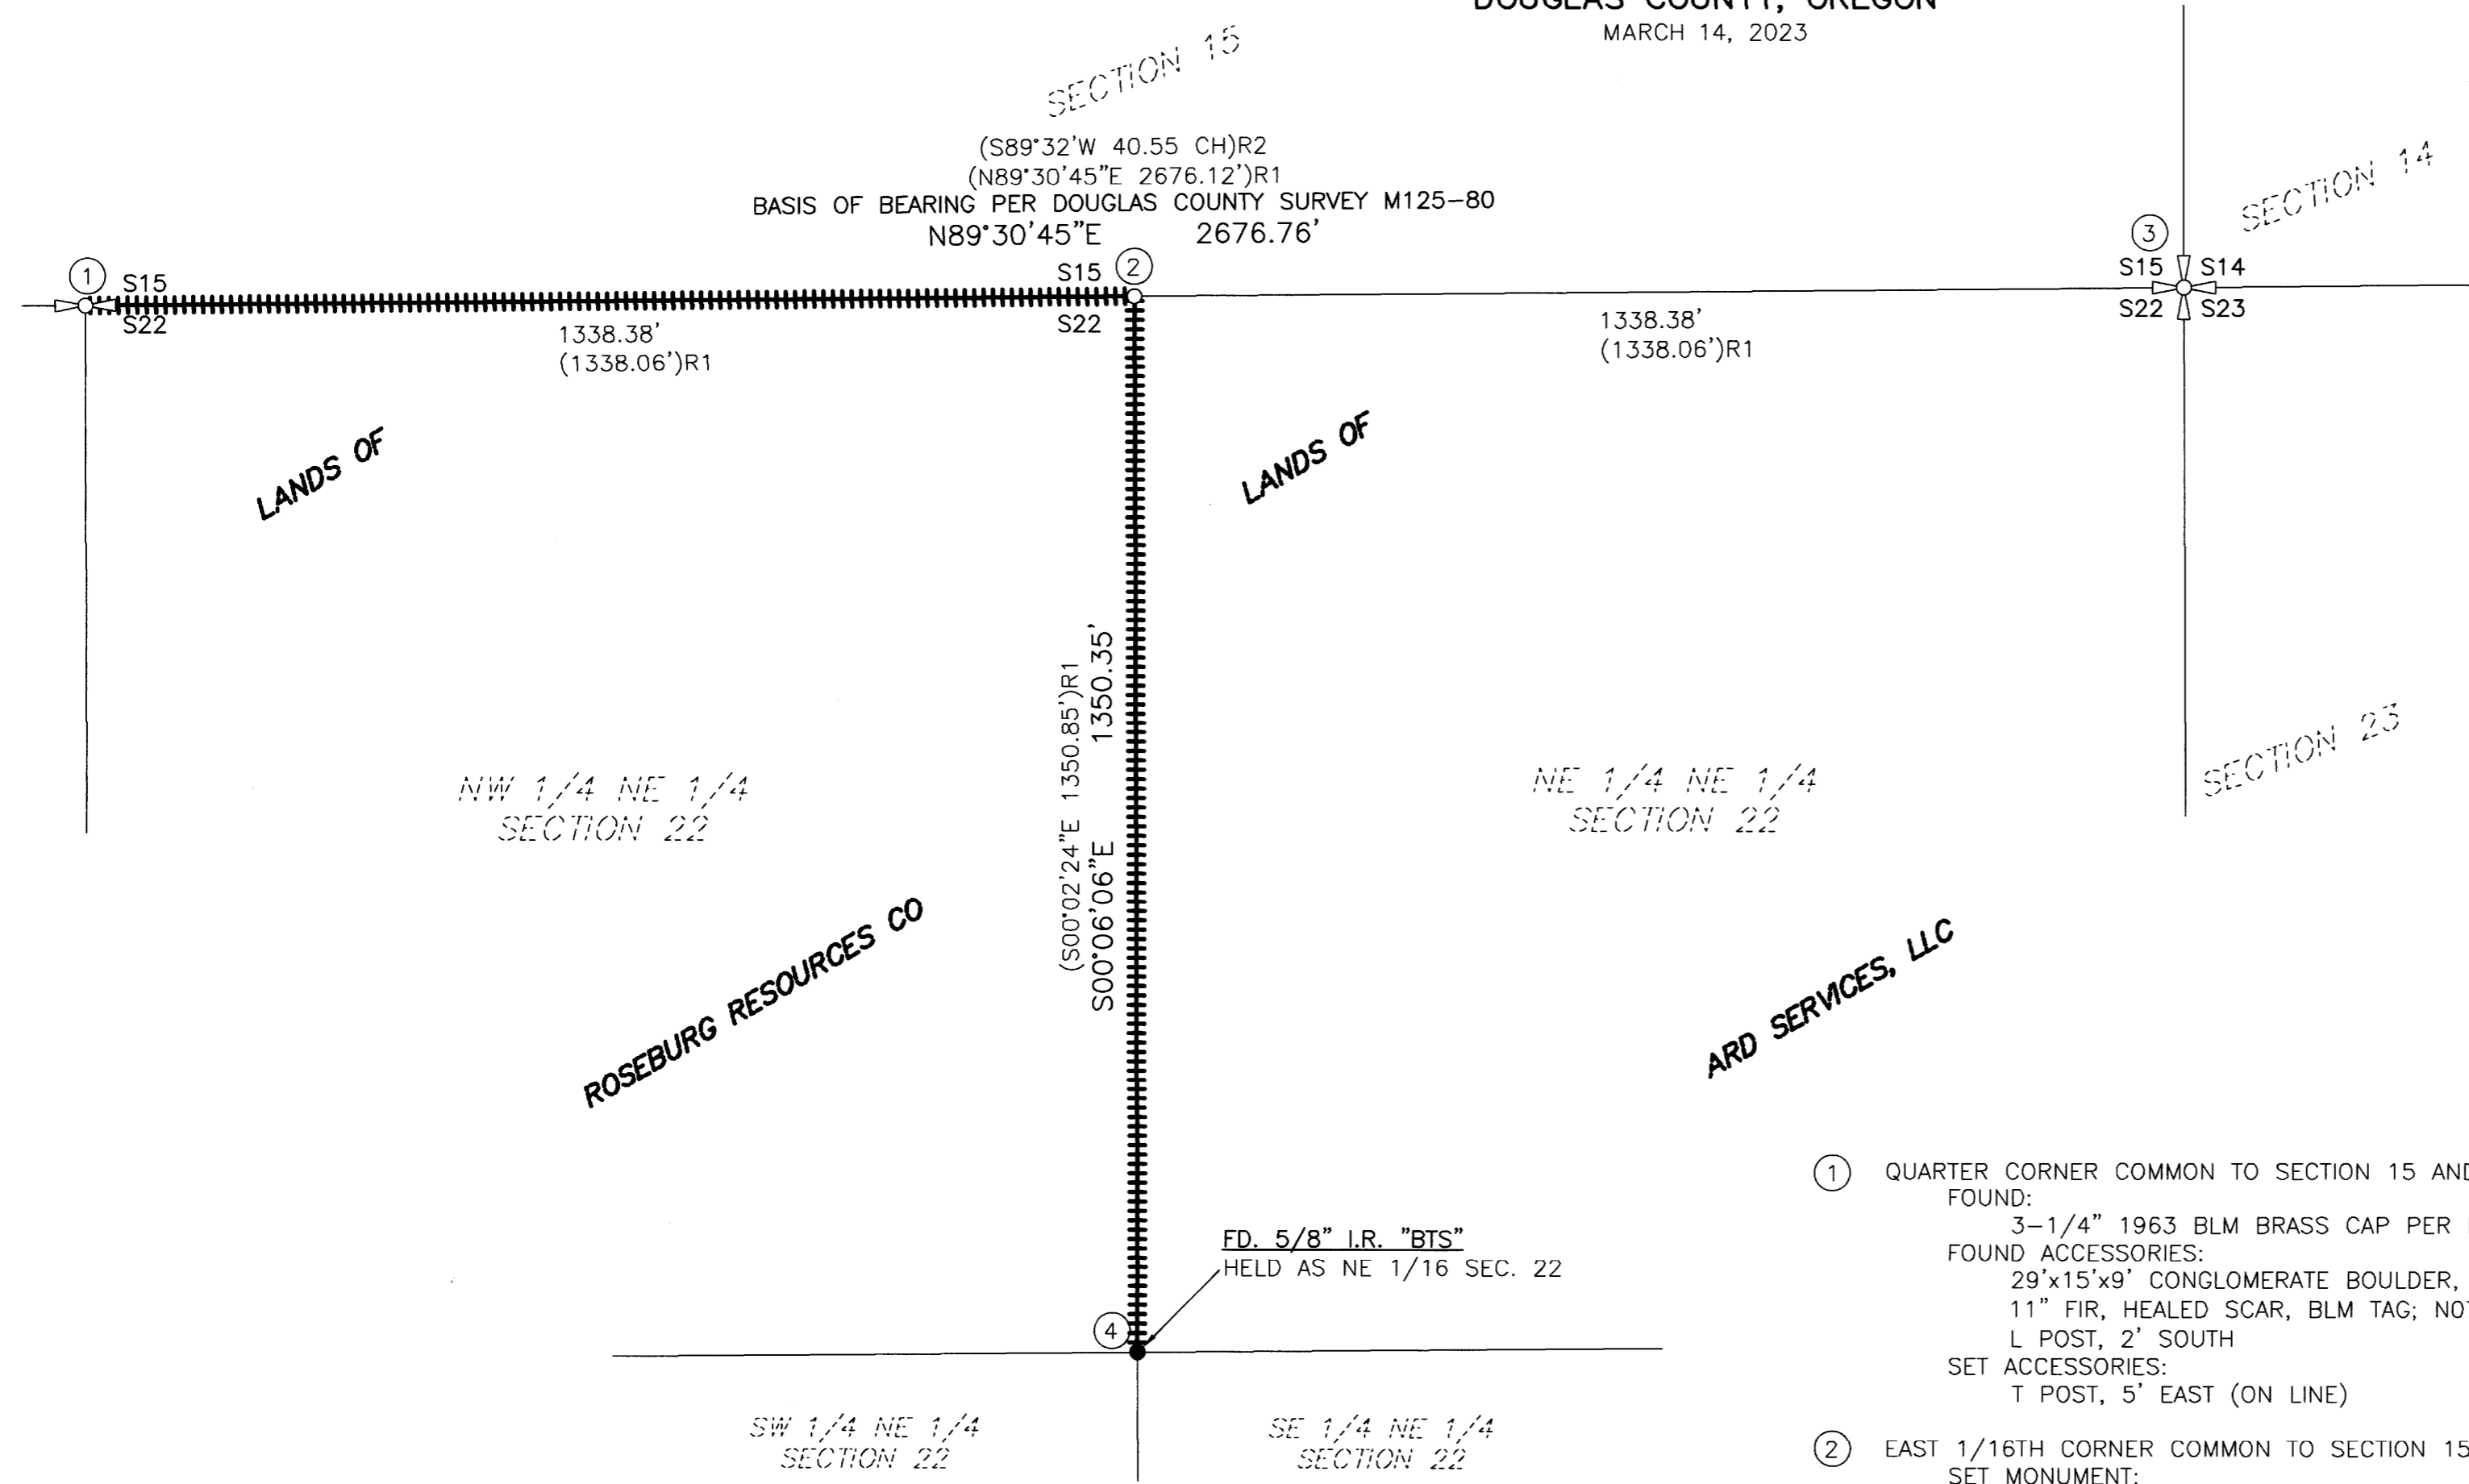 DOUGLAS COUNTY, OREGON
MARCH 14, 2023
SECTION 15
(S89°32'W 40.55 CH)R2
(N89°30'45"E 2676.12')R1
BASIS OF BEARING PER DOUGLAS COUNTY SURVEY M125-80
N89°30'45"E 2676.76'
SECTION 14
1
S15
S22
S15
2
S22
3
S15 S14
S22 S23
1338.38'
(1338.06')R1
1338.38'
(1338.06')R1
LANDS OF
LANDS OF
(S00°02'24"E 1350.85')R1
S00°06'06"E 1350.35'
NW 1/4 NE 1/4
SECTION 22
NE 1/4 NE 1/4
SECTION 22
SECTION 23
ROSEBURG RESOURCES CO
ARD SERVICES, LLC
FD. 5/8" I.R. "BTS"
HELD AS NE 1/16 SEC. 22
4
SW 1/4 NE 1/4
SECTION 22
SE 1/4 NE 1/4
SECTION 22
1 QUARTER CORNER COMMON TO SECTION 15 AND
FOUND:
3-1/4" 1963 BLM BRASS CAP PER
FOUND ACCESSORIES:
29'x15'x9' CONGLOMERATE BOULDER,
11" FIR, HEALED SCAR, BLM TAG;
L POST, 2' SOUTH
SET ACCESSORIES:
T POST, 5' EAST (ON LINE)
2 EAST 1/16TH CORNER COMMON TO SECTION 15
SET MONUMENT: